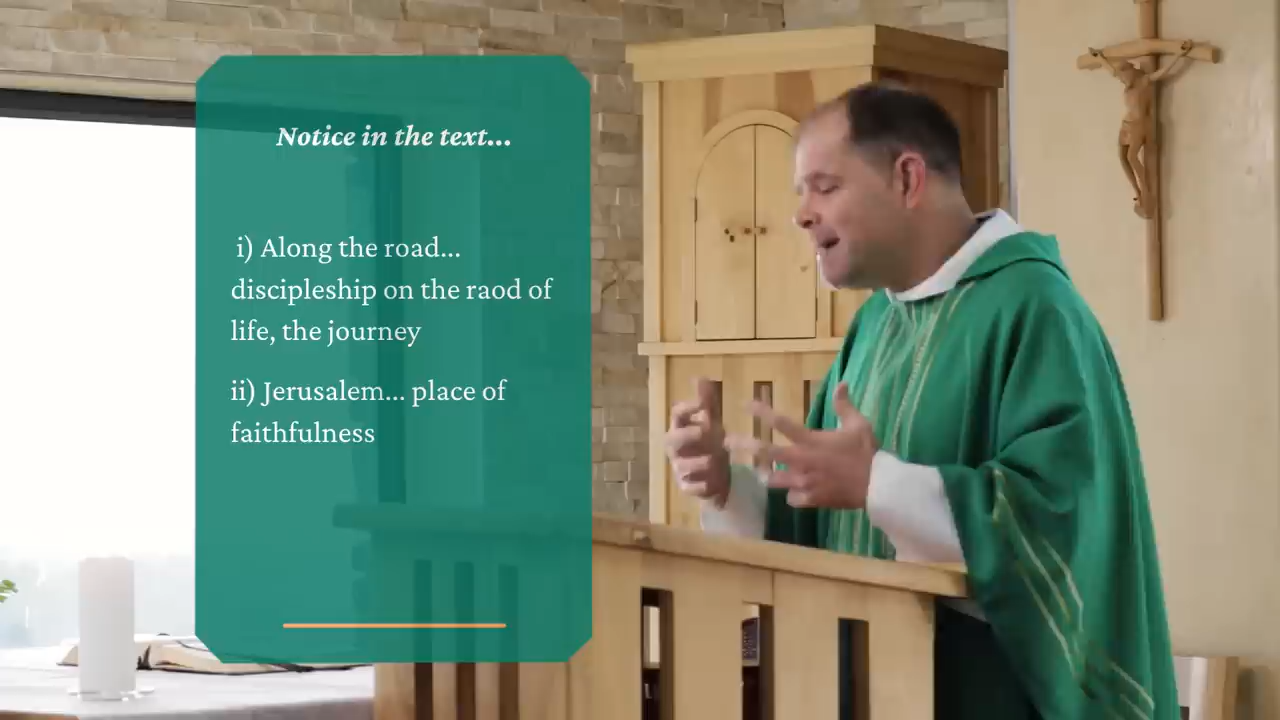 Notice in the text...
i) Along the road...
discipleship on the raod of
life, the journey
ii) Jerusalem... place of
faithfulness